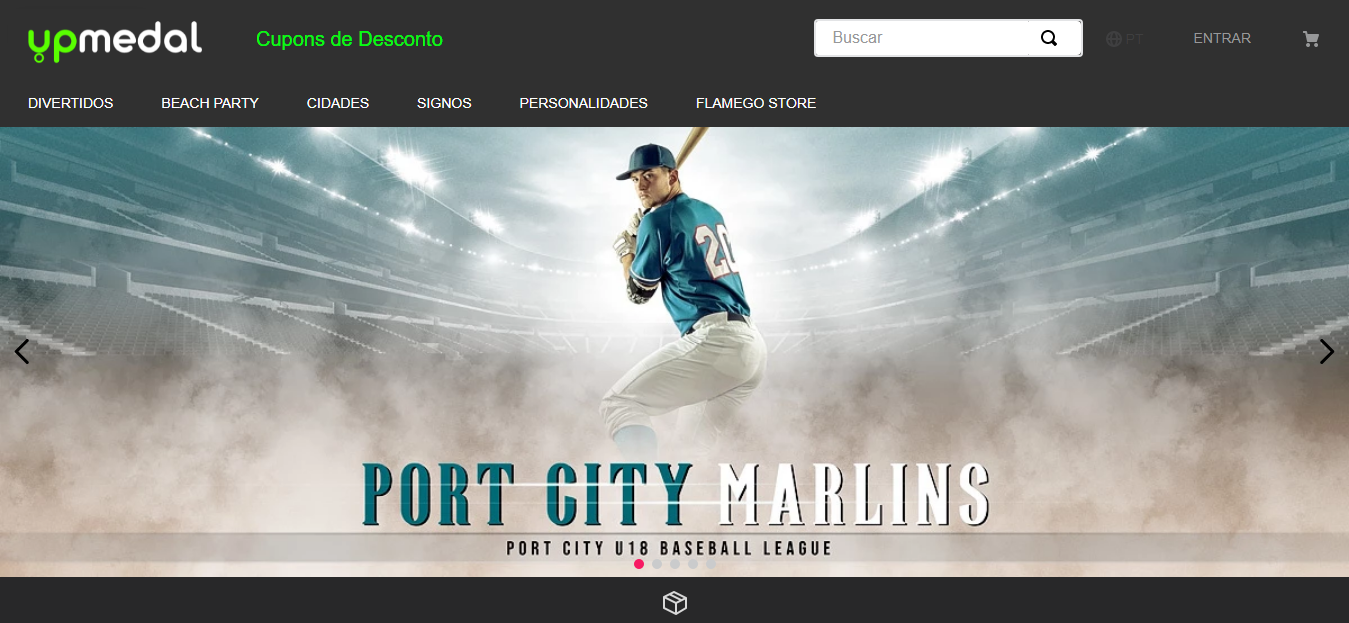 upmedal
Cupons de Desconto
Buscar
PT
ENTRAR
DIVERTIDOS
BEACH PARTY
CIDADES
SIGNOS
PERSONALIDADES
FLAMEGO STORE
20
PORT CITY MARLINS
PORT CITY U18 BASEBALL LEAGUE